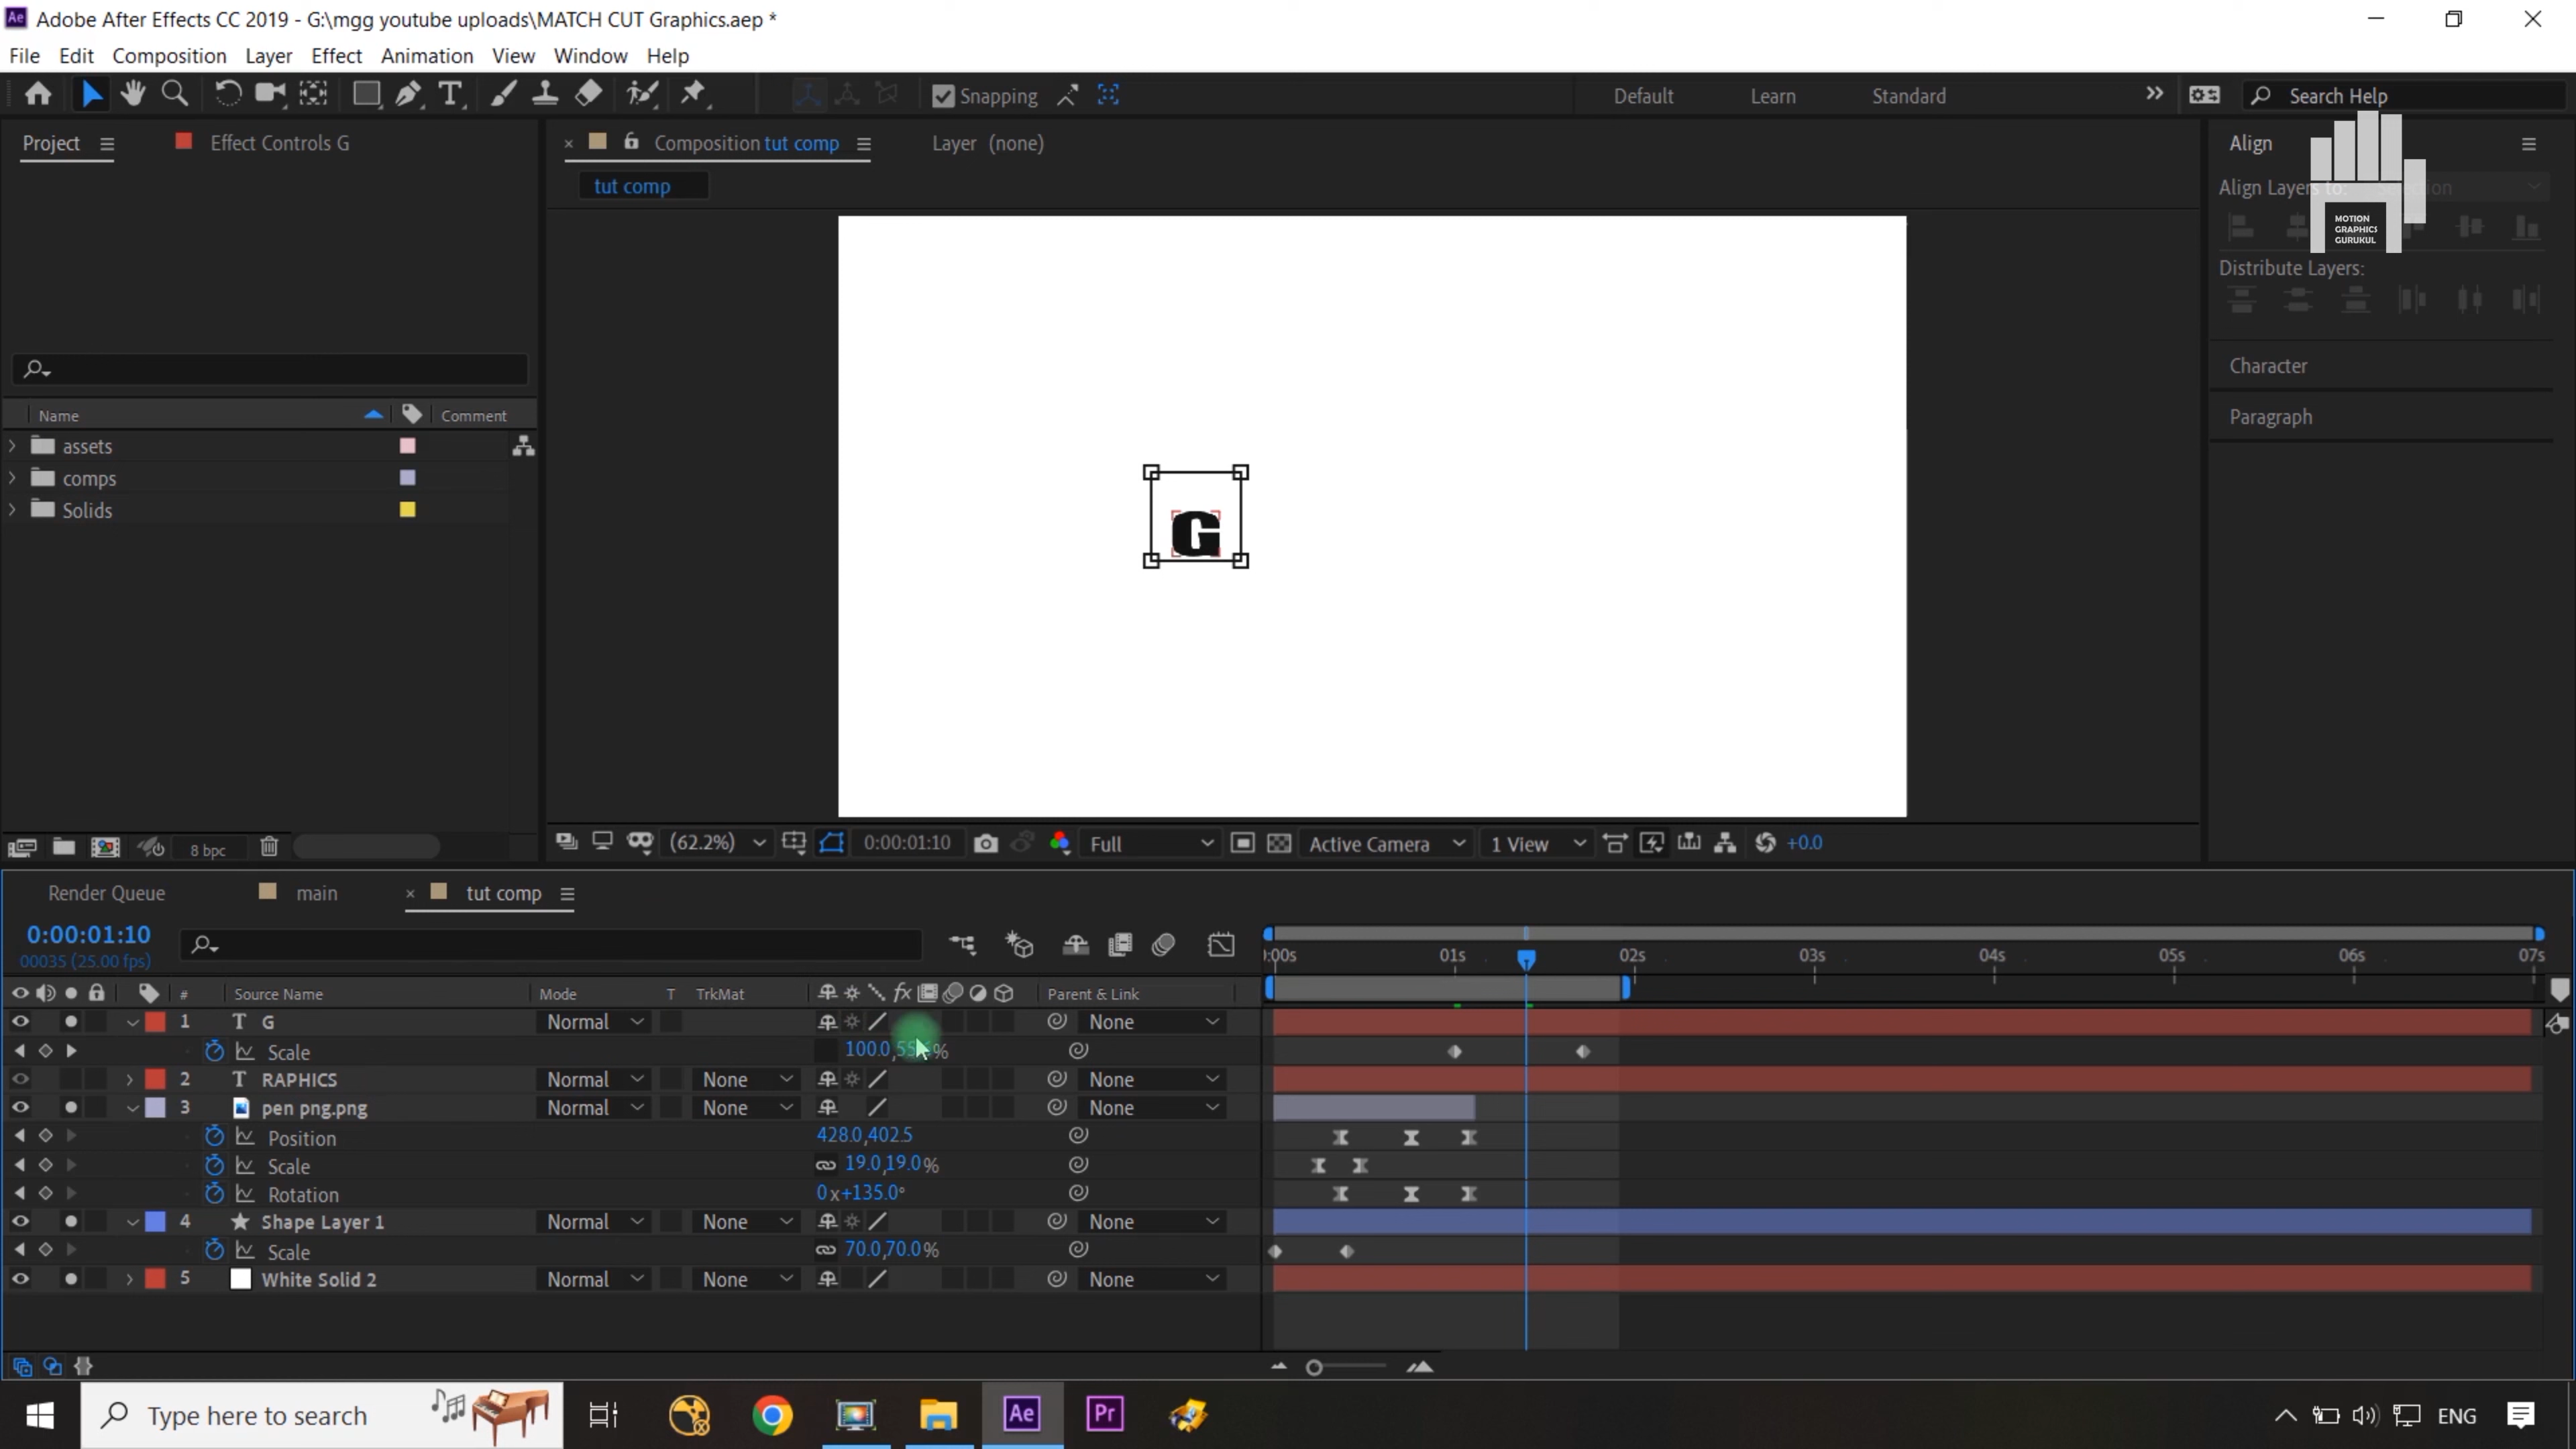 Ae Adobe After Effects CC 2019 - G:\mgg youtube uploads\MATCH CUT Graphics.aep *
File Edit Composition Layer Effect Animation View Window Help
Snapping Default Learn Standard Search Help
Project Effect Controls G Composition tut comp Layer (none) Align
tut comp
Align Layers to:
MOTION
GRAPHICS
GURUKUL
Distribute Layers:
Character
Paragraph
Name Comment
assets
comps
Solids
G
8 bpc (62.2%) 0:00:01:10 Full Active Camera 1 View +0.0
Render Queue main tut comp
0:00:01:10
00035 (25.00 fps)
:00s 01s 02s 03s 04s 05s 06s 07s
# Source Name Mode T TrkMat fx Parent & Link
1 T G Normal None
Scale 100.0, %
2 T RAPHICS Normal None None
3 pen png.png Normal None None
Position 428.0,402.5
Scale 19.0,19.0%
Rotation 0x+135.0°
4 Shape Layer 1 Normal None None
Scale 70.0,70.0%
5 White Solid 2 Normal None None
Type here to search Ae Pr ENG